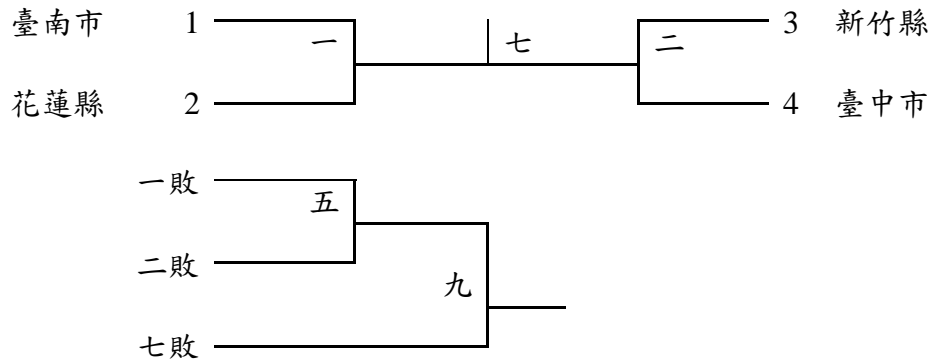 臺南市 1 一 七 二 3 新竹縣
花蓮縣 2 4 臺中市
一敗 五
二敗
九
七敗